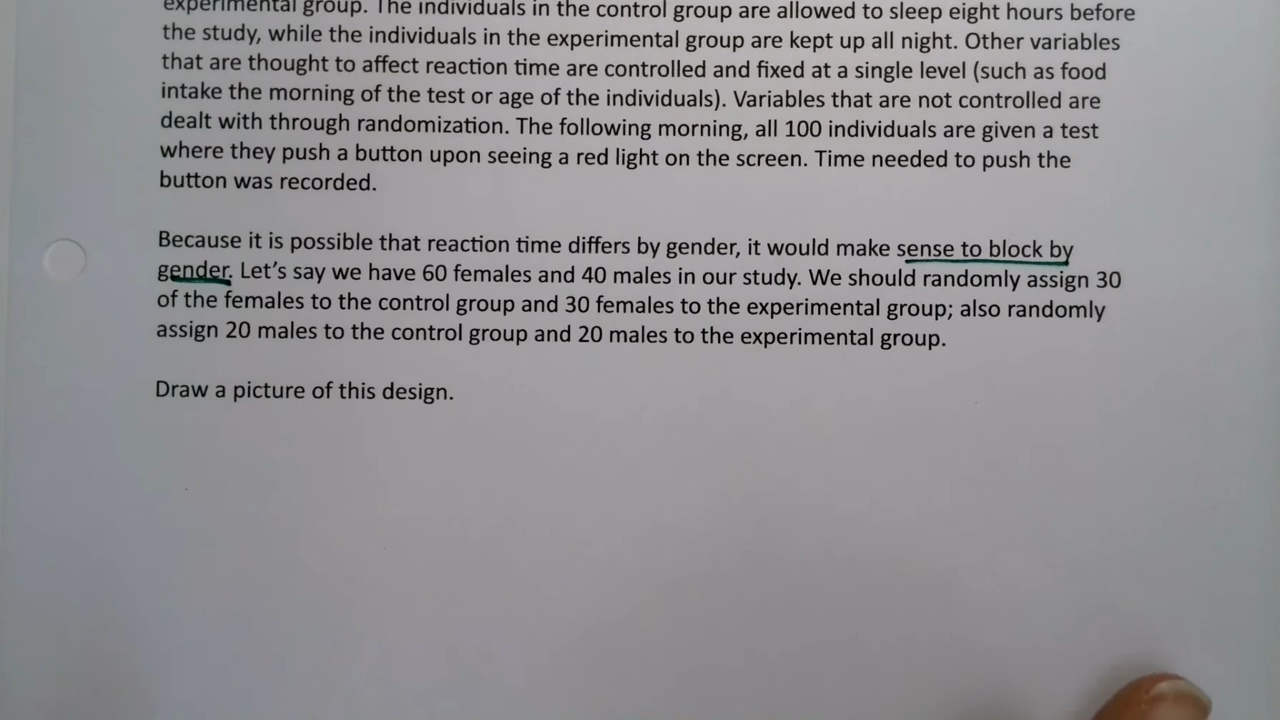 experimental group. The individuals in the control group are allowed to sleep eight hours before
the study, while the individuals in the experimental group are kept up all night. Other variables
that are thought to affect reaction time are controlled and fixed at a single level (such as food
intake the morning of the test or age of the individuals). Variables that are not controlled are
dealt with through randomization. The following morning, all 100 individuals are given a test
where they push a button upon seeing a red light on the screen. Time needed to push the
button was recorded.
Because it is possible that reaction time differs by gender, it would make sense to block by
gender. Let's say we have 60 females and 40 males in our study. We should randomly assign 30
of the females to the control group and 30 females to the experimental group; also randomly
assign 20 males to the control group and 20 males to the experimental group.
Draw a picture of this design.